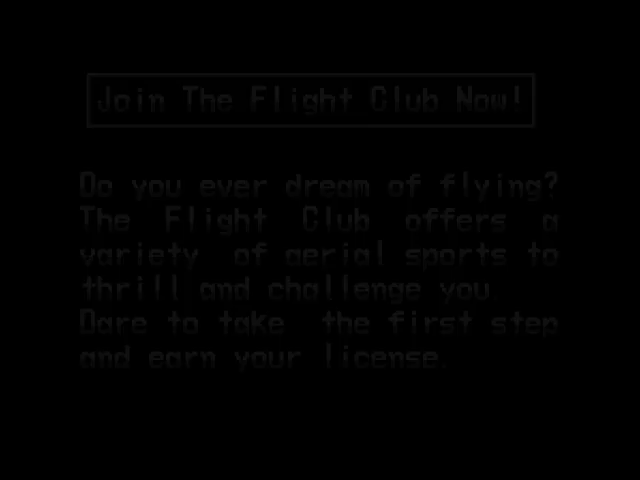 Join The Flight Club Now!
Do you ever dream of flying?
The Flight Club offers a
variety of aerial sports to
thrill and challenge you.
Dare to take the first step
and earn your license.